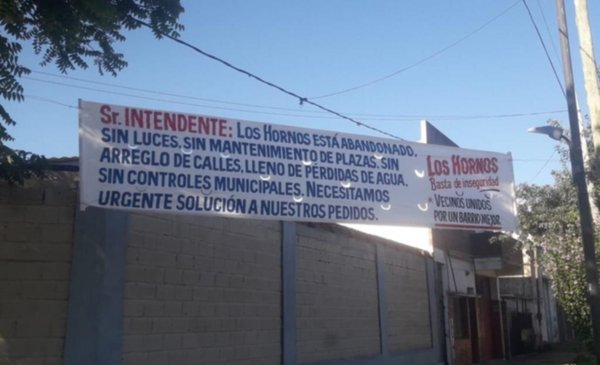 Sr. INTENDENTE: LOS HORNOS ESTÁ ABANDONADO,
SIN LUCES, SIN MANTENIMIENTO DE PLAZAS, SIN
ARREGLO DE CALLES, LLENO DE PÉRDIDAS DE AGUA,
SIN CONTROLES MUNICIPALES. NECESITAMOS
URGENTE SOLUCIÓN A NUESTROS PEDIDOS.
LOS HORNOS
Basta de inseguridad
VECINOS UNIDOS
POR UN BARRIO MEJOR